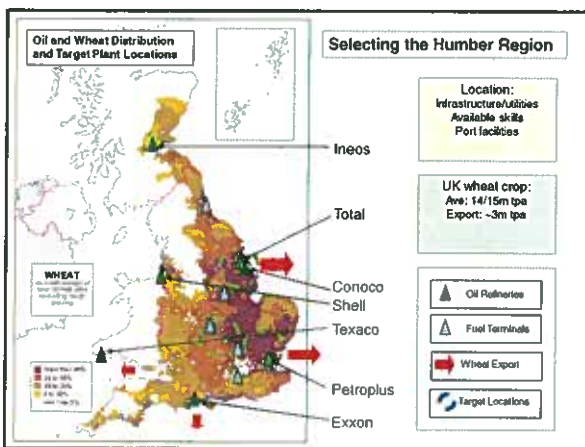 Oil and Wheat Distribution
and Target Plant Locations
Selecting the Humber Region
Location:
Infrastructure/utilities
Available skills
Port facilities
UK wheat crop:
Ave: 14/15m tpa
Export: ~3m tpa
Ineos
Total
Conoco
Shell
Texaco
Petroplus
Exxon
WHEAT
Oil Refineries
Fuel Terminals
Wheat Export
Target Locations